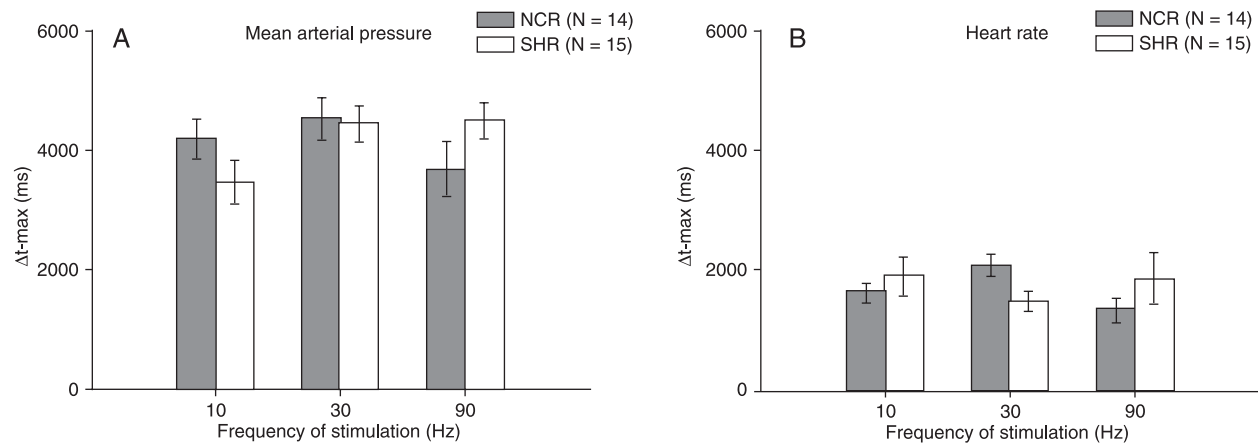 A
Mean arterial pressure
NCR (N = 14)
SHR (N = 15)
6000
4000
2000
0
Δt-max (ms)
10 30 90
Frequency of stimulation (Hz)
B
Heart rate
NCR (N = 14)
SHR (N = 15)
6000
4000
2000
0
Δt-max (ms)
10 30 90
Frequency of stimulation (Hz)